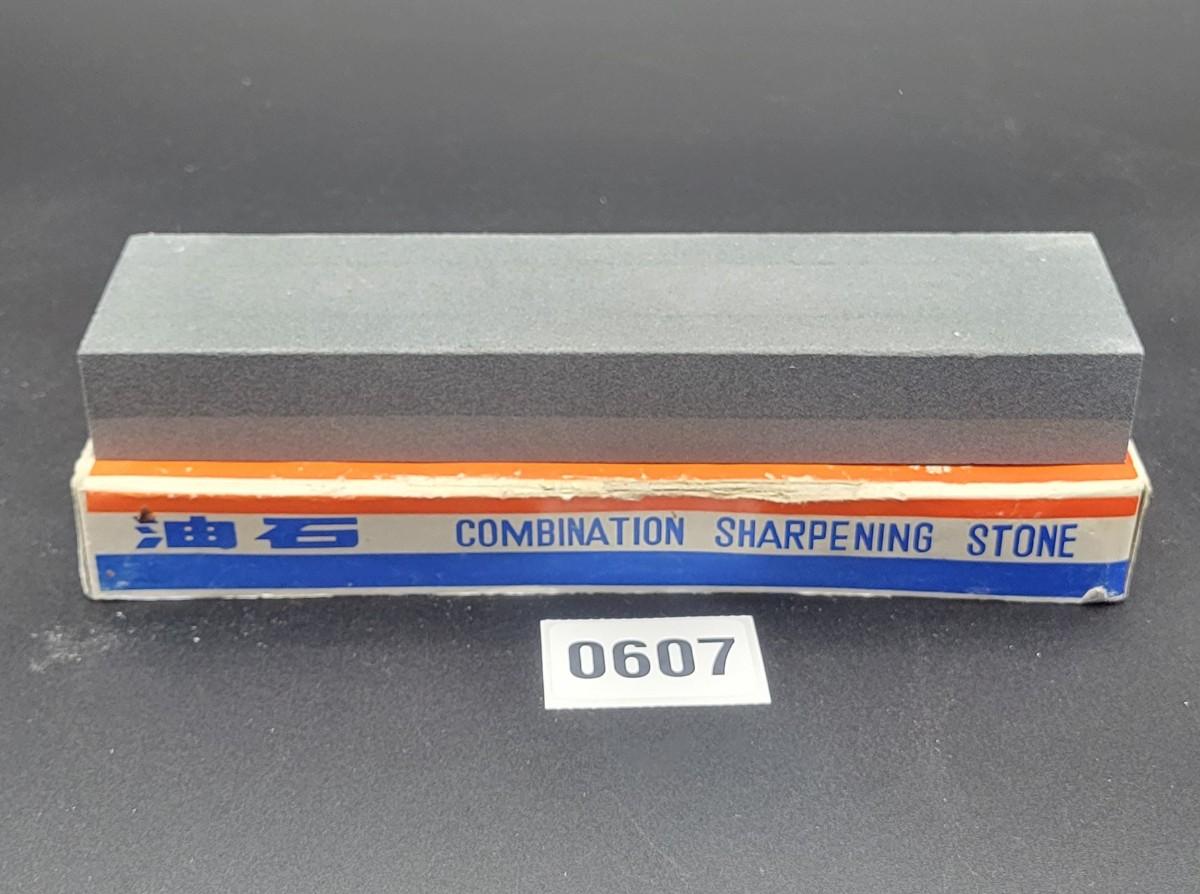 油石 COMBINATION SHARPENING STONE
0607